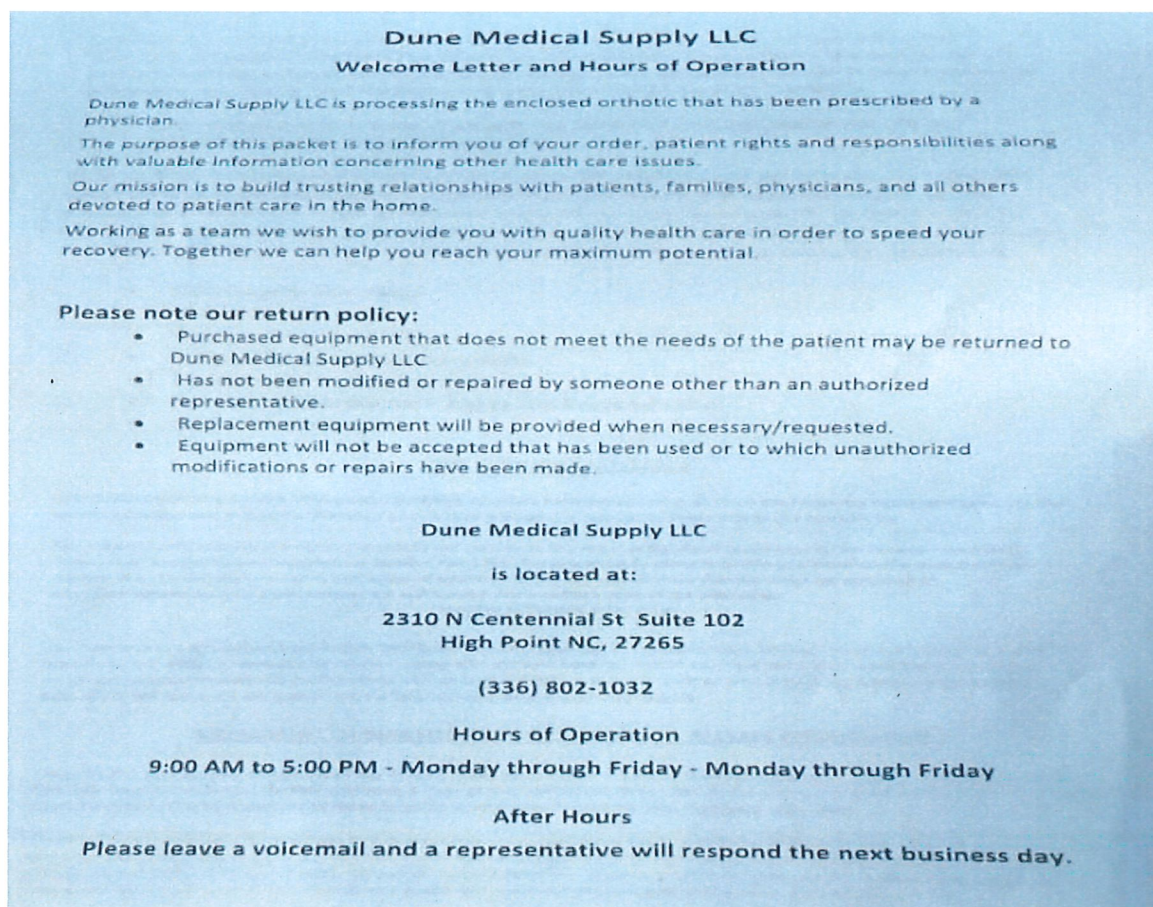 Dune Medical Supply LLC
Welcome Letter and Hours of Operation
Dune Medical Supply LLC is processing the enclosed orthotic that has been prescribed by a
physician.
The purpose of this packet is to inform you of your order, patient rights and responsibilities along
with valuable information concerning other health care issues.
Our mission is to build trusting relationships with patients, families, physicians, and all others
devoted to patient care in the home.
Working as a team we wish to provide you with quality health care in order to speed your
recovery. Together we can help you reach your maximum potential.
Please note our return policy:
• Purchased equipment that does not meet the needs of the patient may be returned to
Dune Medical Supply LLC
• Has not been modified or repaired by someone other than an authorized
representative.
• Replacement equipment will be provided when necessary/requested.
• Equipment will not be accepted that has been used or to which unauthorized
modifications or repairs have been made.
Dune Medical Supply LLC
is located at:
2310 N Centennial St Suite 102
High Point NC, 27265
(336) 802-1032
Hours of Operation
9:00 AM to 5:00 PM - Monday through Friday - Monday through Friday
After Hours
Please leave a voicemail and a representative will respond the next business day.